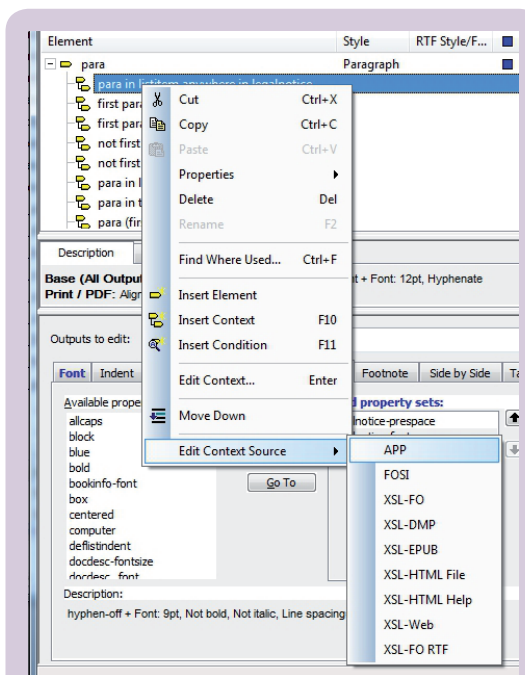 Element Style RTF Style/F...
para Paragraph
para in listitem anywhere in legalnotice
first par
first par
not first
not first
para in l
para in t
para (fir
Cut Ctrl+X
Copy Ctrl+C
Paste Ctrl+V
Properties
Delete Del
Rename F2
Find Where Used... Ctrl+F
Insert Element
Insert Context F10
Insert Condition F11
Edit Context... Enter
Move Down
Edit Context Source
APP
FOSI
XSL-FO
XSL-DMP
XSL-EPUB
XSL-HTML File
XSL-HTML Help
XSL-Web
XSL-FO RTF
Description
Base (All Output t + Font: 12pt, Hyphenate
Print / PDF: Aligr
Outputs to edit:
Font Indent Footnote Side by Side Ta
Available prope d property sets:
allcaps
block
blue
bold
bookinfo-font
box
centered
computer
deflistindent
docdesc-fontsize
docdesc_font
notice-prespace
Go To
Description:
hyphen-off + Font: 9pt, Not bold, Not italic, Line spacing